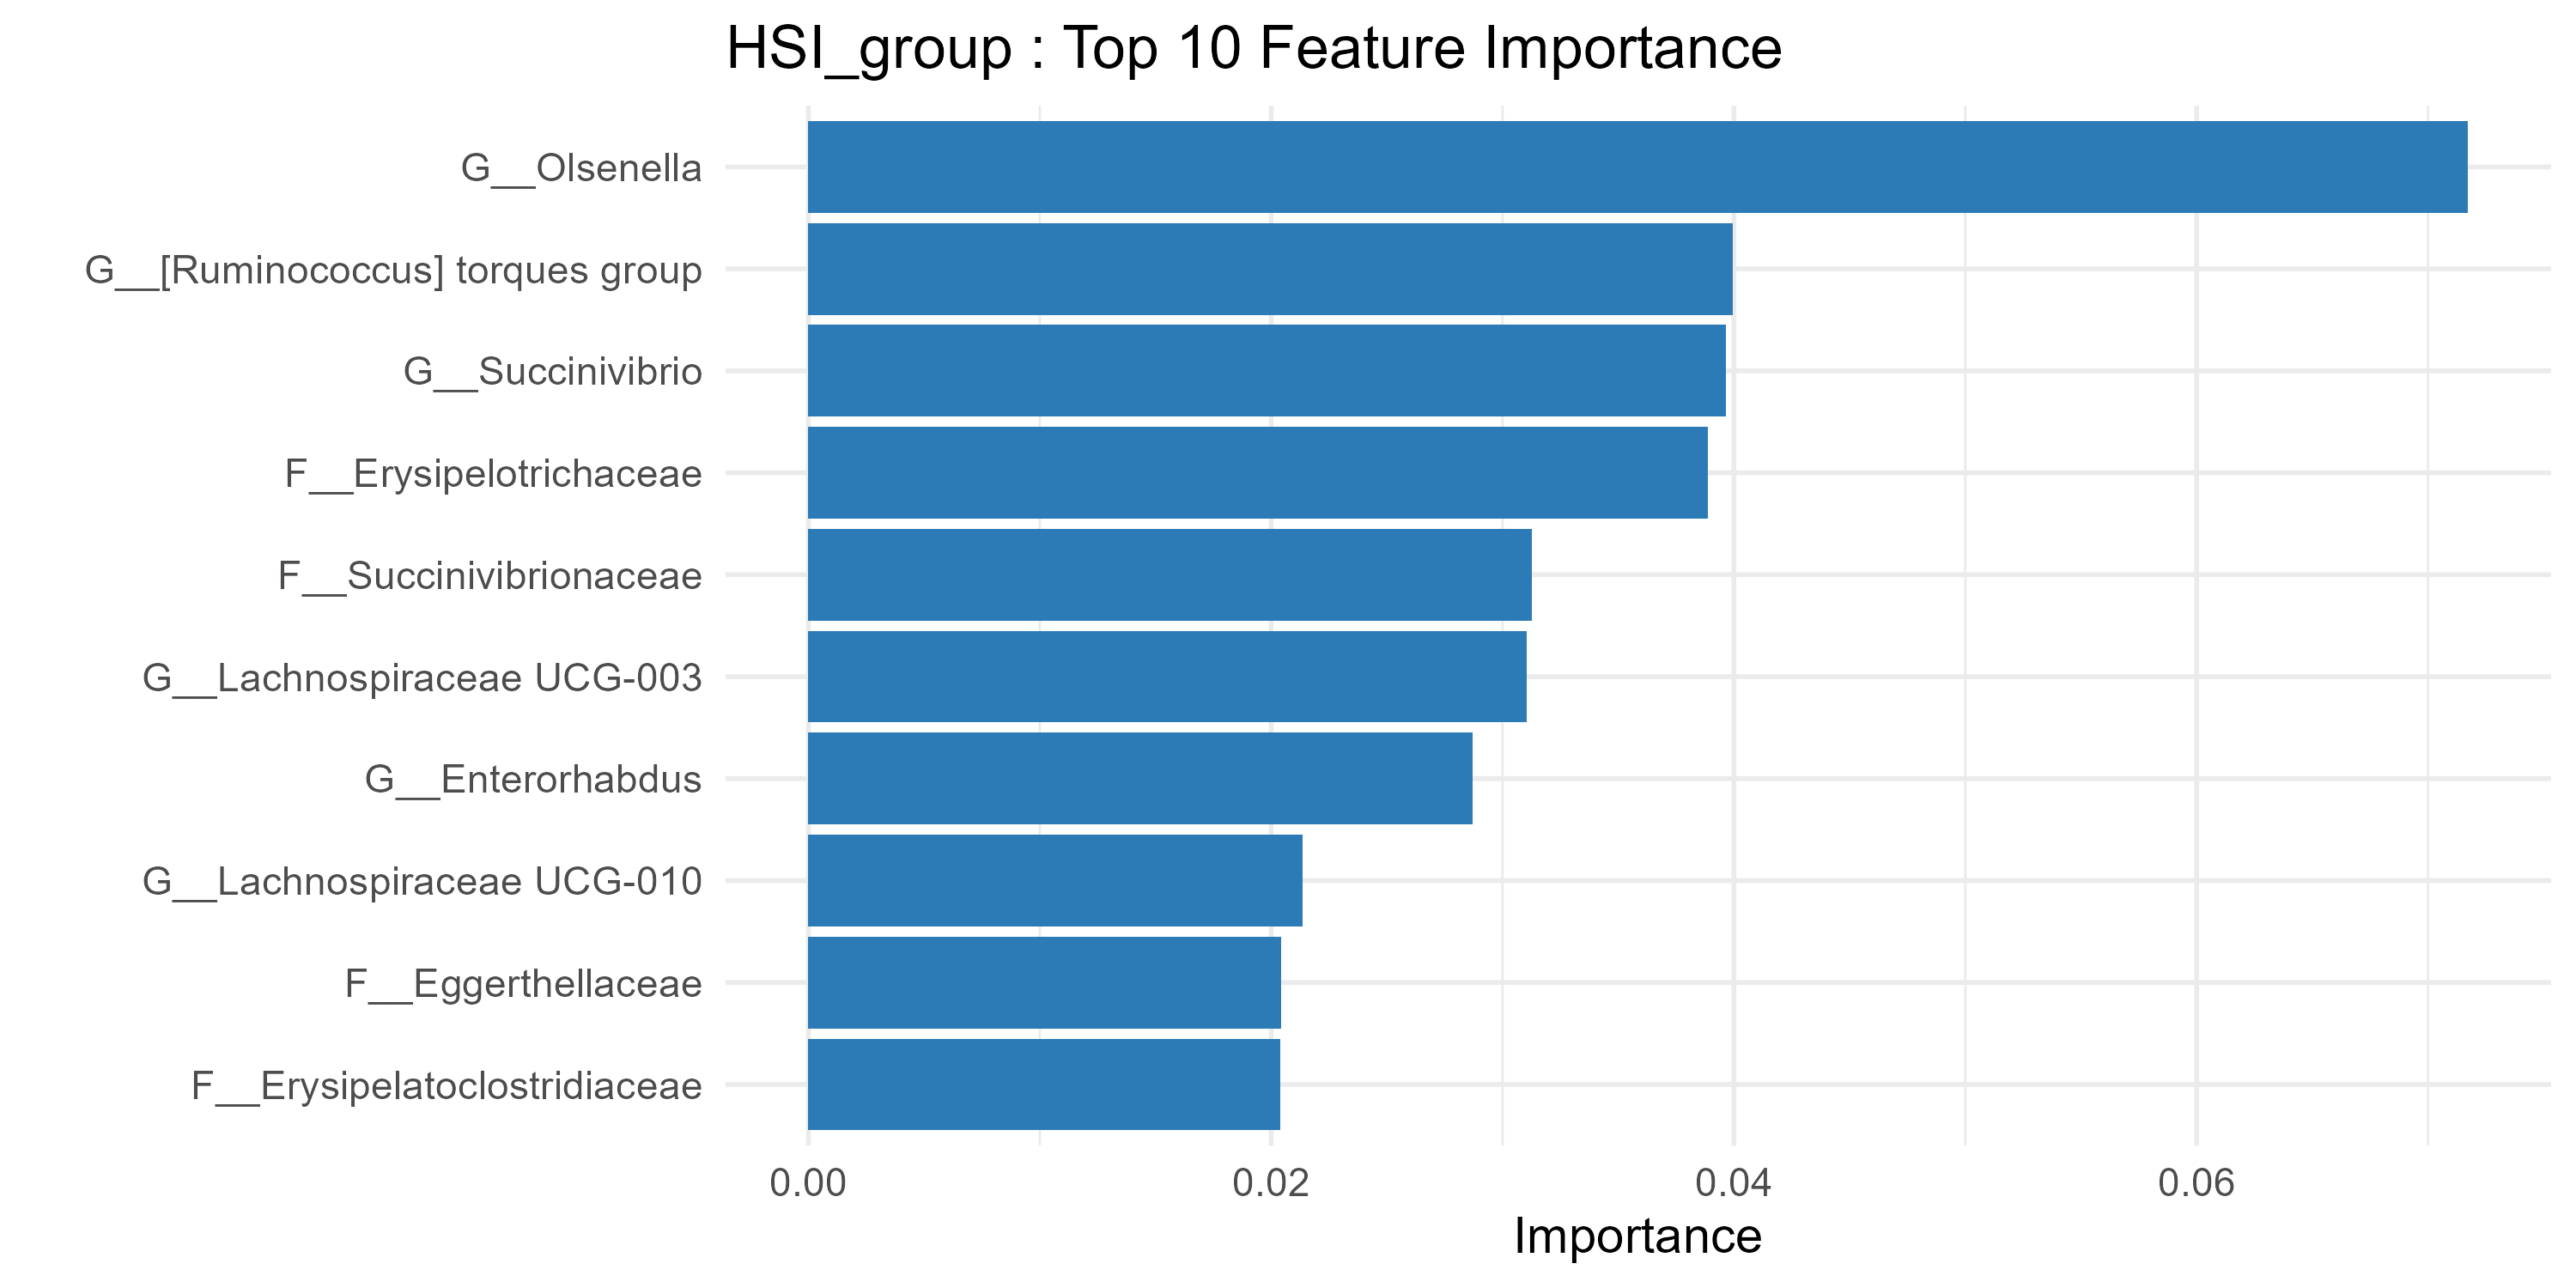 HSI_group : Top 10 Feature Importance
G__Olsenella
G__[Ruminococcus] torques group
G__Succinivibrio
F__Erysipelotrichaceae
F__Succinivibrionaceae
G__Lachnospiraceae UCG-003
G__Enterorhabdus
G__Lachnospiraceae UCG-010
F__Eggerthellaceae
F__Erysipelatoclostridiaceae
0.00 0.02 0.04 0.06
Importance